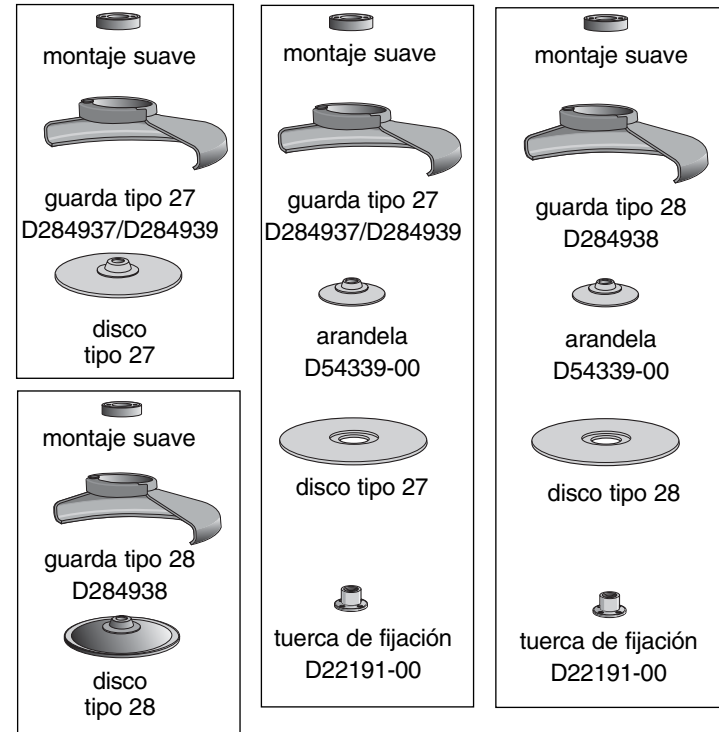 montaje suave
guarda tipo 27
D284937/D284939
disco
tipo 27
montaje suave
guarda tipo 28
D284938
disco
tipo 28
montaje suave
guarda tipo 27
D284937/D284939
arandela
D54339-00
disco tipo 27
tuerca de fijación
D22191-00
montaje suave
guarda tipo 28
D284938
arandela
D54339-00
disco tipo 28
tuerca de fijación
D22191-00